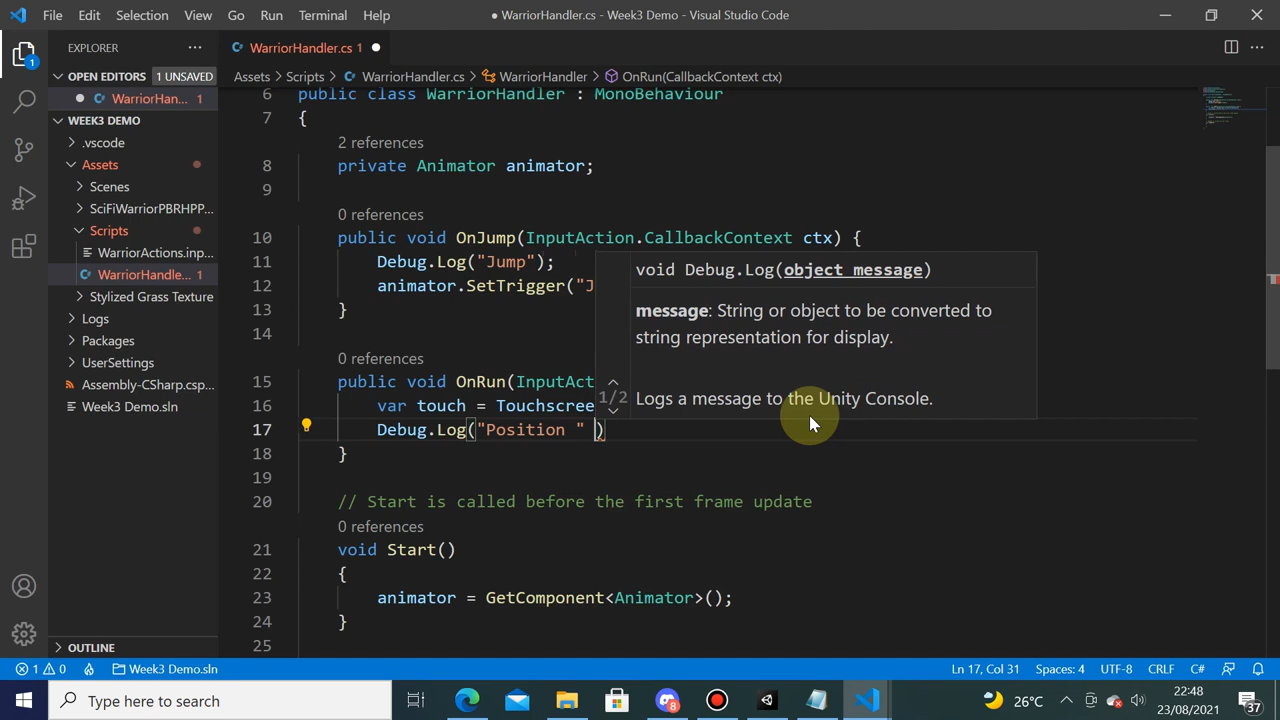 File Edit Selection View Go Run Terminal Help
● WarriorHandler.cs - Week3 Demo - Visual Studio Code
EXPLORER
OPEN EDITORS 1 UNSAVED
WarriorHan... 1
WEEK3 DEMO
.vscode
Assets
Scenes
SciFiWarriorPBRHPP...
Scripts
WarriorActions.inp...
WarriorHandle... 1
Stylized Grass Texture
Logs
Packages
UserSettings
Assembly-CSharp.csp...
Week3 Demo.sln
OUTLINE
WarriorHandler.cs 1 ●
Assets > Scripts > WarriorHandler.cs > WarriorHandler > OnRun(CallbackContext ctx)
6 public class WarriorHandler : MonoBehaviour
7 {
2 references
8 private Animator animator;
9
0 references
10 public void OnJump(InputAction.CallbackContext ctx) {
11 Debug.Log("Jump");
12 animator.SetTrigger("J
13 }
14
0 references
15 public void OnRun(InputAct
16 var touch = Touchscree
17 Debug.Log("Position " )
18 }
19
20 // Start is called before the first frame update
0 references
21 void Start()
22 {
23 animator = GetComponent<Animator>();
24 }
25
void Debug.Log(object message)
message: String or object to be converted to
string representation for display.
1/2
Logs a message to the Unity Console.
1
1 0 Week3 Demo.sln
Ln 17, Col 31 Spaces: 4 UTF-8 CRLF C#
Type here to search
8
26°C
22:48
23/08/2021
37